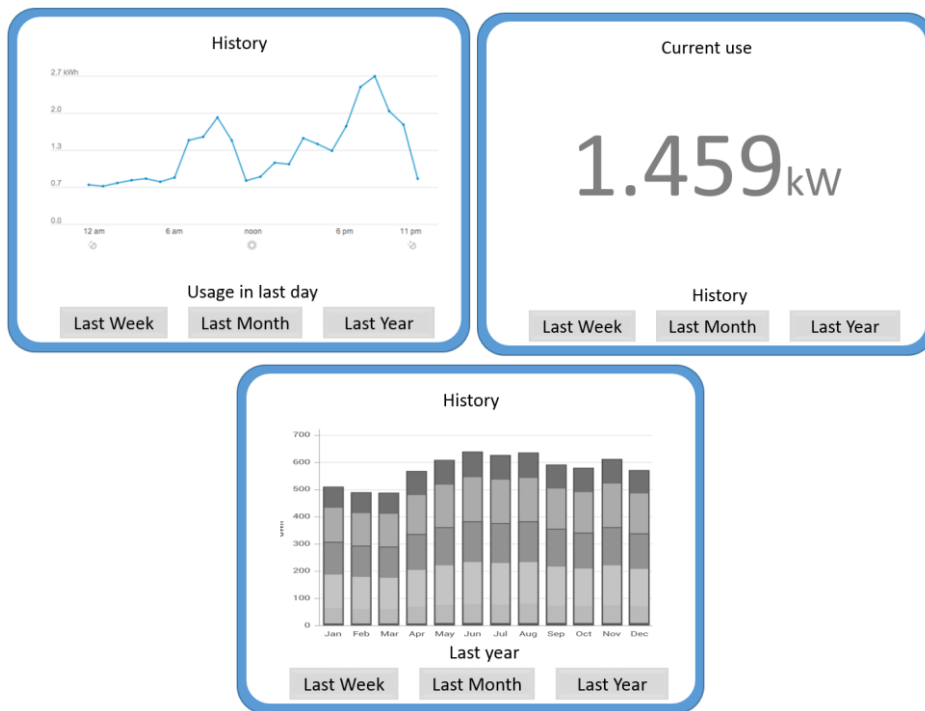 History
2.7 kWh
2.0
1.3
0.7
0.0
12 am 6 am noon 6 pm 11 pm
Usage in last day
Last Week Last Month Last Year
Current use
1.459kW
History
Last Week Last Month Last Year
History
700
600
500
400
300
200
100
0
Jan Feb Mar Apr May Jun Jul Aug Sep Oct Nov Dec
Last year
Last Week Last Month Last Year